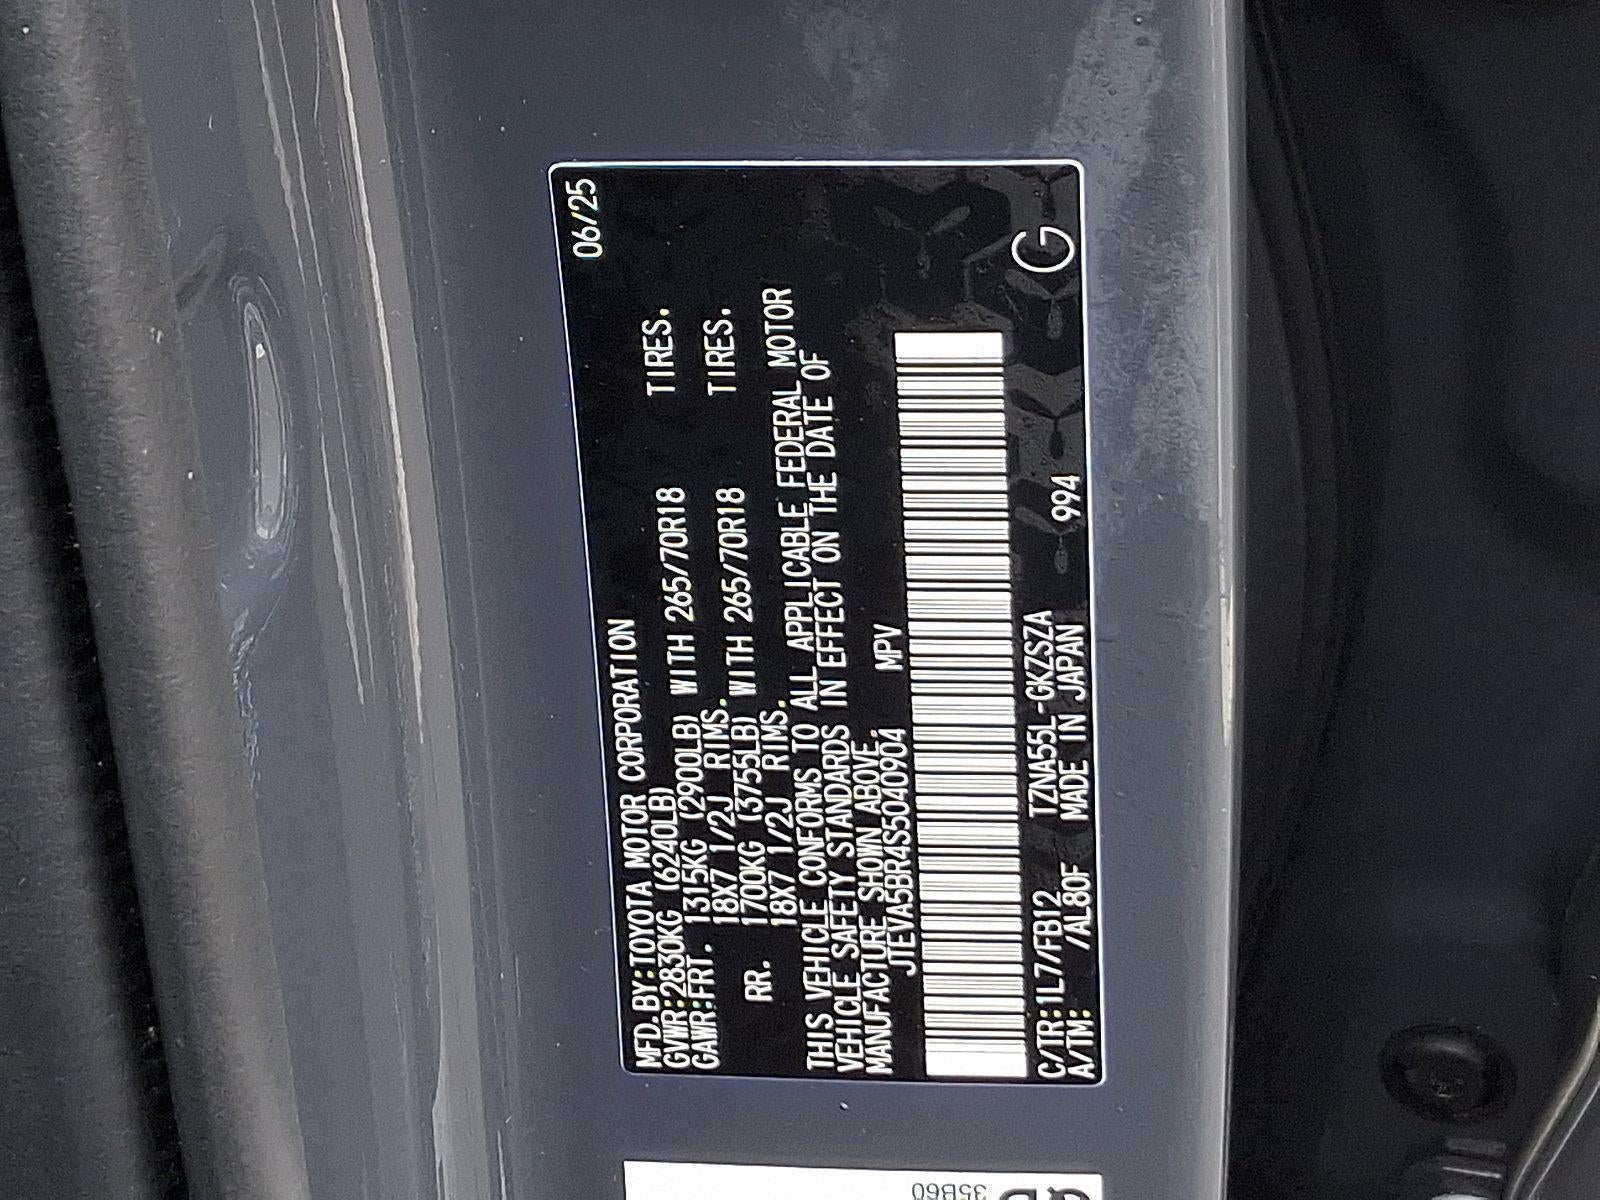 06/25
MFD.BY:TOYOTA MOTOR CORPORATION
GVWR:2830KG (6240LB)
GAWR:FRT. 1315KG (2900LB) WITH 265/70R18 TIRES.
18X7 1/2J RIMS.
RR. 1700KG (3755LB) WITH 265/70R18 TIRES.
18X7 1/2J RIMS.
THIS VEHICLE CONFORMS TO ALL APPLICABLE FEDERAL MOTOR
VEHICLE SAFETY STANDARDS IN EFFECT ON THE DATE OF
MANUFACTURE SHOWN ABOVE.
JTEVA5BR4S5040904 MPV
C/TR:1L7/FB12 TZNA55L-GKZSZA
A/TM: /AL80F MADE IN JAPAN 994
G
35B60